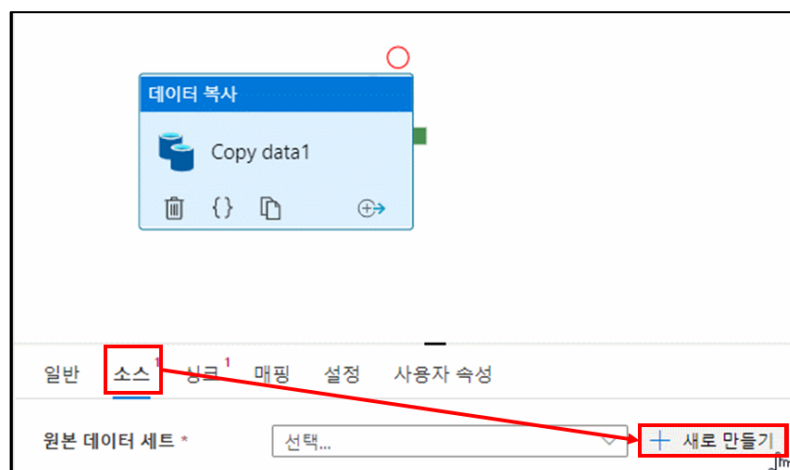 데이터 복사
Copy data1
{}
일반 소스 1 싱크 1 매핑 설정 사용자 속성
원본 데이터 세트 * 선택... + 새로 만들기